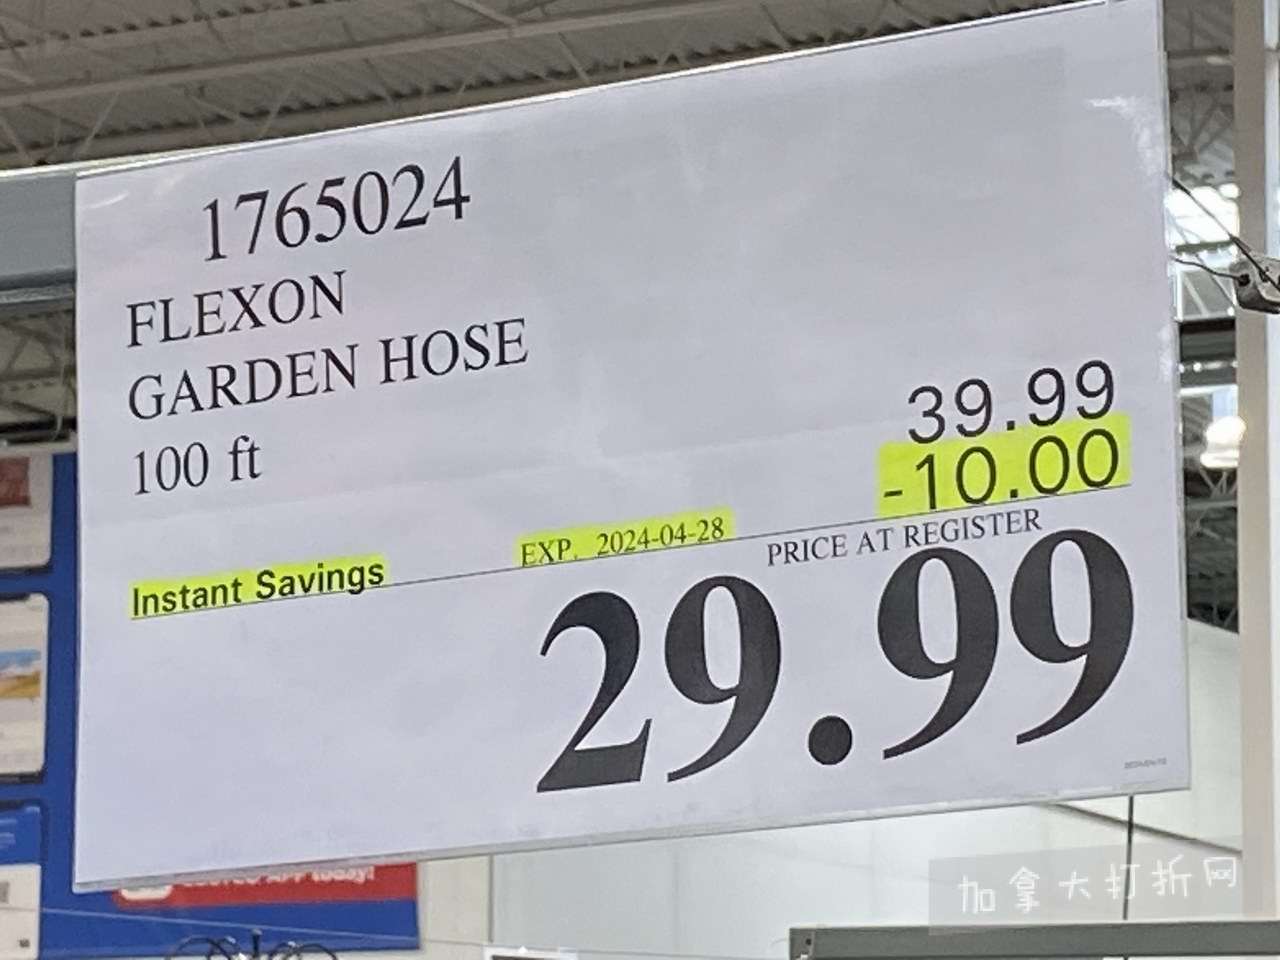 1765024
FLEXON
GARDEN HOSE
100 ft
39.99
-10.00
Instant Savings
EXP. 2024-04-28
PRICE AT REGISTER
29.99
today!
加拿大打折网